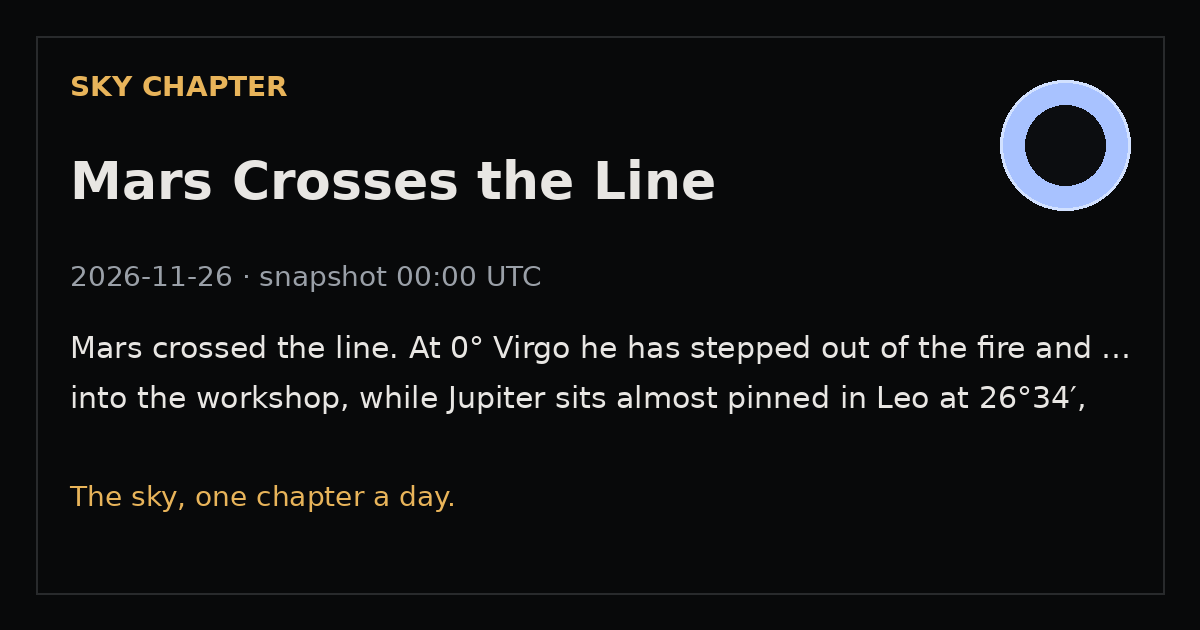 SKY CHAPTER
Mars Crosses the Line
2026-11-26 · snapshot 00:00 UTC
Mars crossed the line. At 0° Virgo he has stepped out of the fire and …
into the workshop, while Jupiter sits almost pinned in Leo at 26°34′,
The sky, one chapter a day.